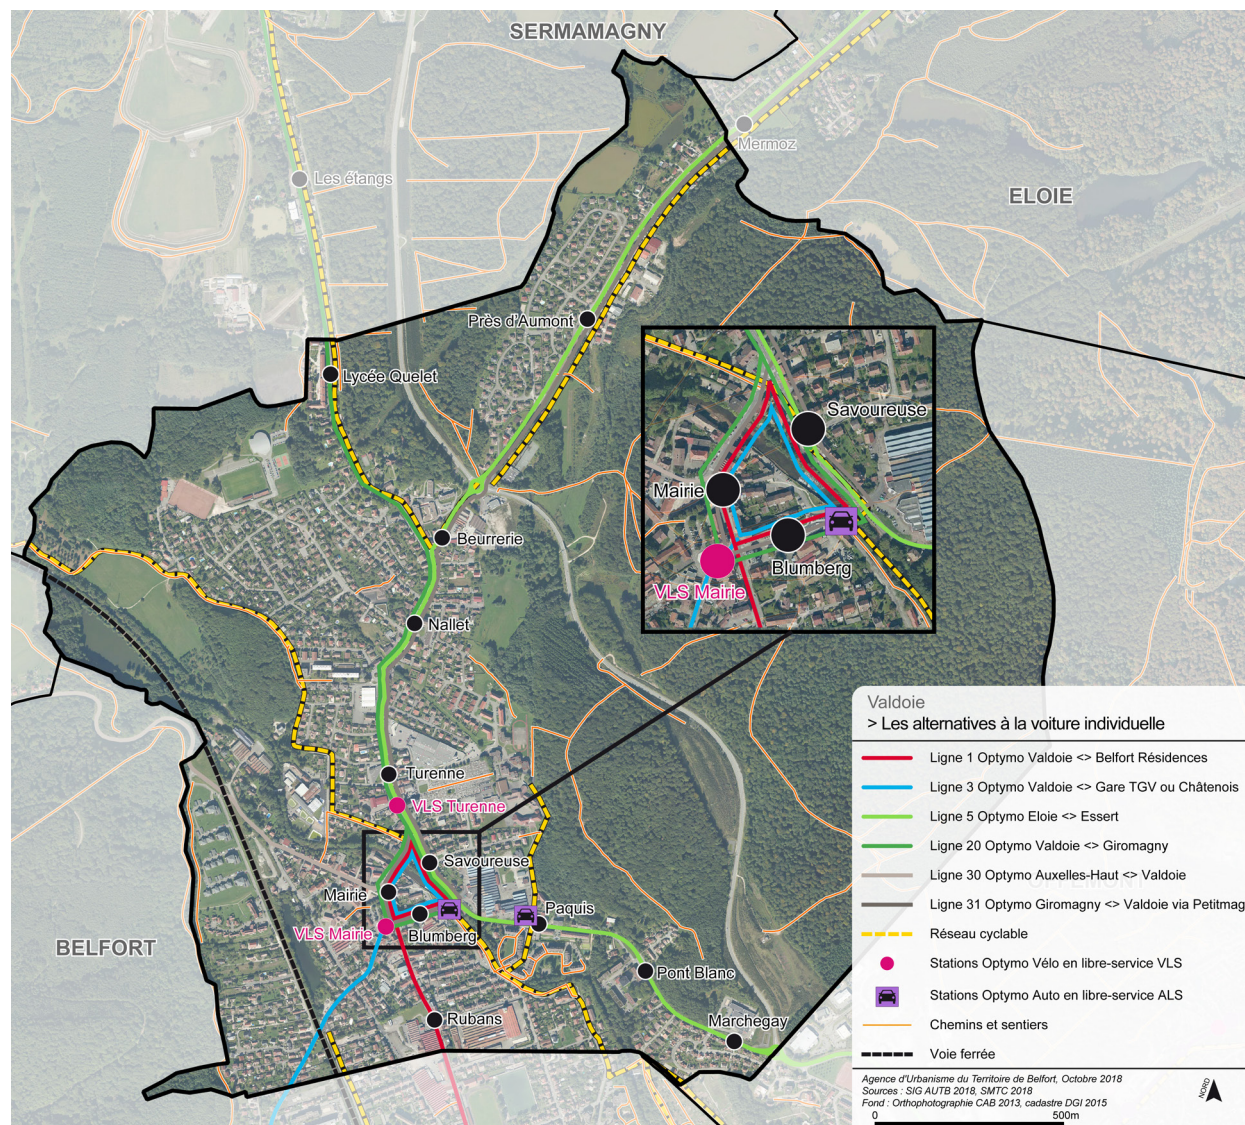 SERMAMAGNY
Mermoz
Les étangs
ELOIE
Près d'Aumont
Lycée Quelet
Savoureuse
Mairie
Blumberg
VLS Mairie
Beurrerie
Nallet
Turenne
VLS Turenne
Savoureuse
Mairie
Paquis
VLS Mairie
Blumberg
BELFORT
Pont Blanc
Rubans
Marchegay
OPPEMONT
Valdoie
> Les alternatives à la voiture individuelle
Ligne 1 Optymo Valdoie <> Belfort Résidences
Ligne 3 Optymo Valdoie <> Gare TGV ou Châtenois
Ligne 5 Optymo Eloie <> Essert
Ligne 20 Optymo Valdoie <> Giromagny
Ligne 30 Optymo Auxelles-Haut <> Valdoie
Ligne 31 Optymo Giromagny <> Valdoie via Petitmag
Réseau cyclable
Stations Optymo Vélo en libre-service VLS
Stations Optymo Auto en libre-service ALS
Chemins et sentiers
Voie ferrée
Agence d'Urbanisme du Territoire de Belfort, Octobre 2018
Sources : SIG AUTB 2018, SMTC 2018
Fond : Orthophotographie CAB 2013, cadastre DGI 2015
0 500m
NORD